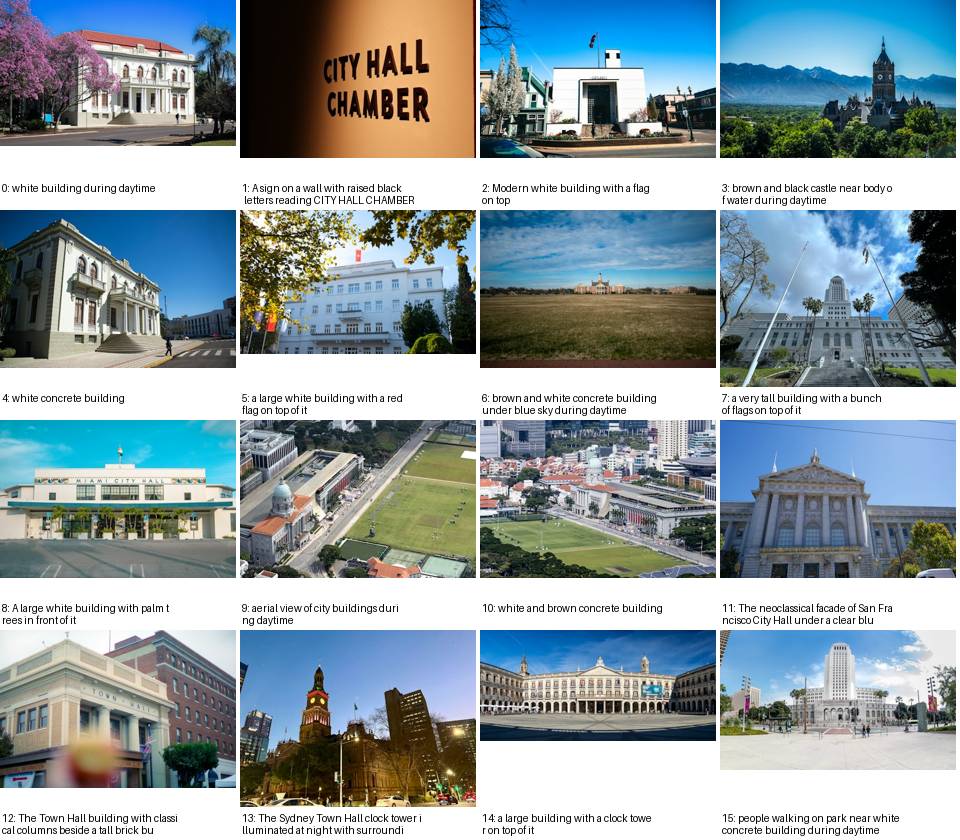 CITY HALL
CHAMBER
0: white building during daytime
1: A sign on a wall with raised black
letters reading CITY HALL CHAMBER
2: Modern white building with a flag
on top
3: brown and black castle near body o
f water during daytime
4: white concrete building
5: a large white building with a red
flag on top of it
6: brown and white concrete building
under blue sky during daytime
7: a very tall building with a bunch
of flags on top of it
MIAMI CITY HALL
8: A large white building with palm t
rees in front of it
9: aerial view of city buildings duri
ng daytime
10: white and brown concrete building
11: The neoclassical facade of San Fra
ncisco City Hall under a clear blu
TOWN HALL
12: The Town Hall building with classi
cal columns beside a tall brick bu
13: The Sydney Town Hall clock tower i
lluminated at night with surroundi
14: a large building with a clock towe
r on top of it
15: people walking on park near white
concrete building during daytime